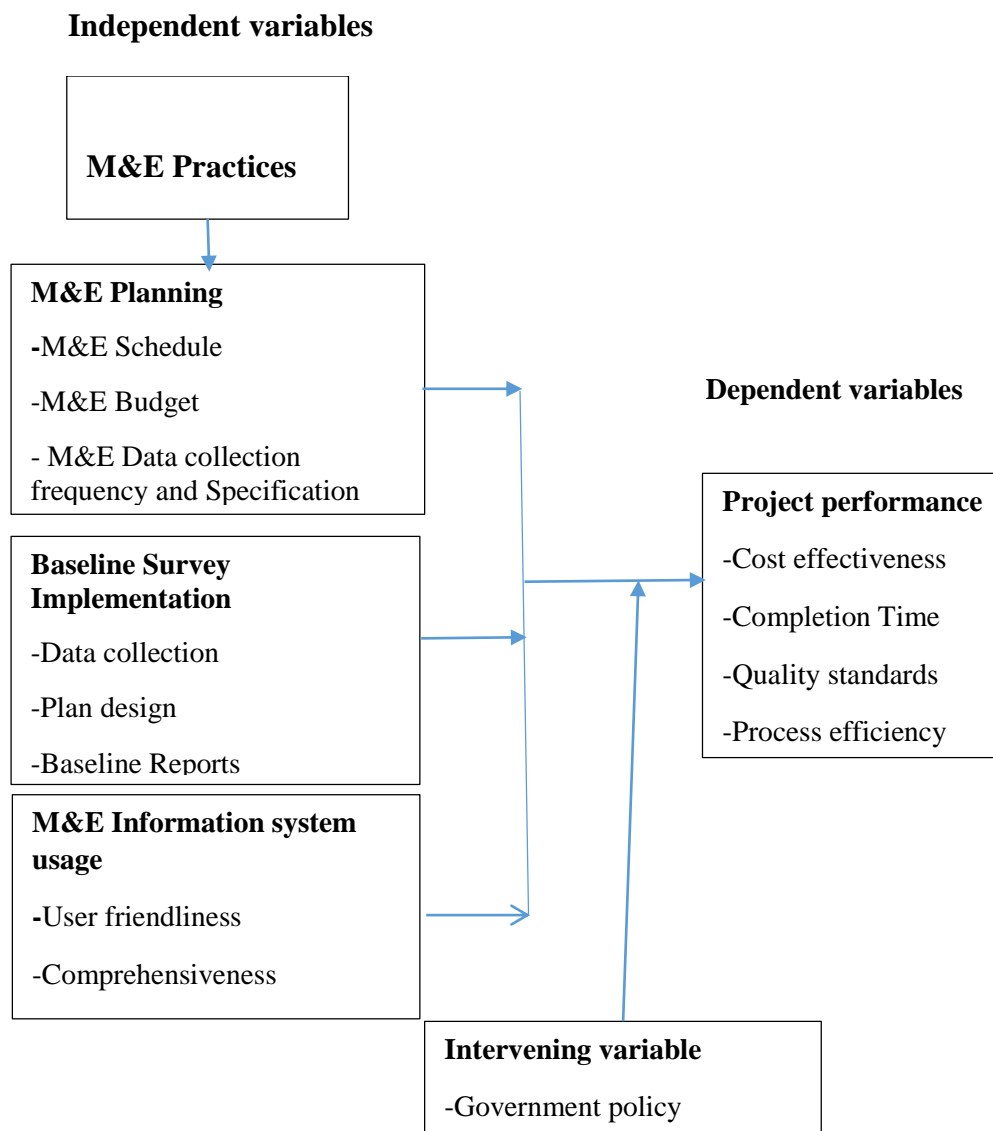 Independent variables
M&E Practices
M&E Planning
-M&E Schedule
-M&E Budget
- M&E Data collection
frequency and Specification
Baseline Survey
Implementation
-Data collection
-Plan design
-Baseline Reports
M&E Information system
usage
-User friendliness
-Comprehensiveness
Dependent variables
Project performance
-Cost effectiveness
-Completion Time
-Quality standards
-Process efficiency
Intervening variable
-Government policy